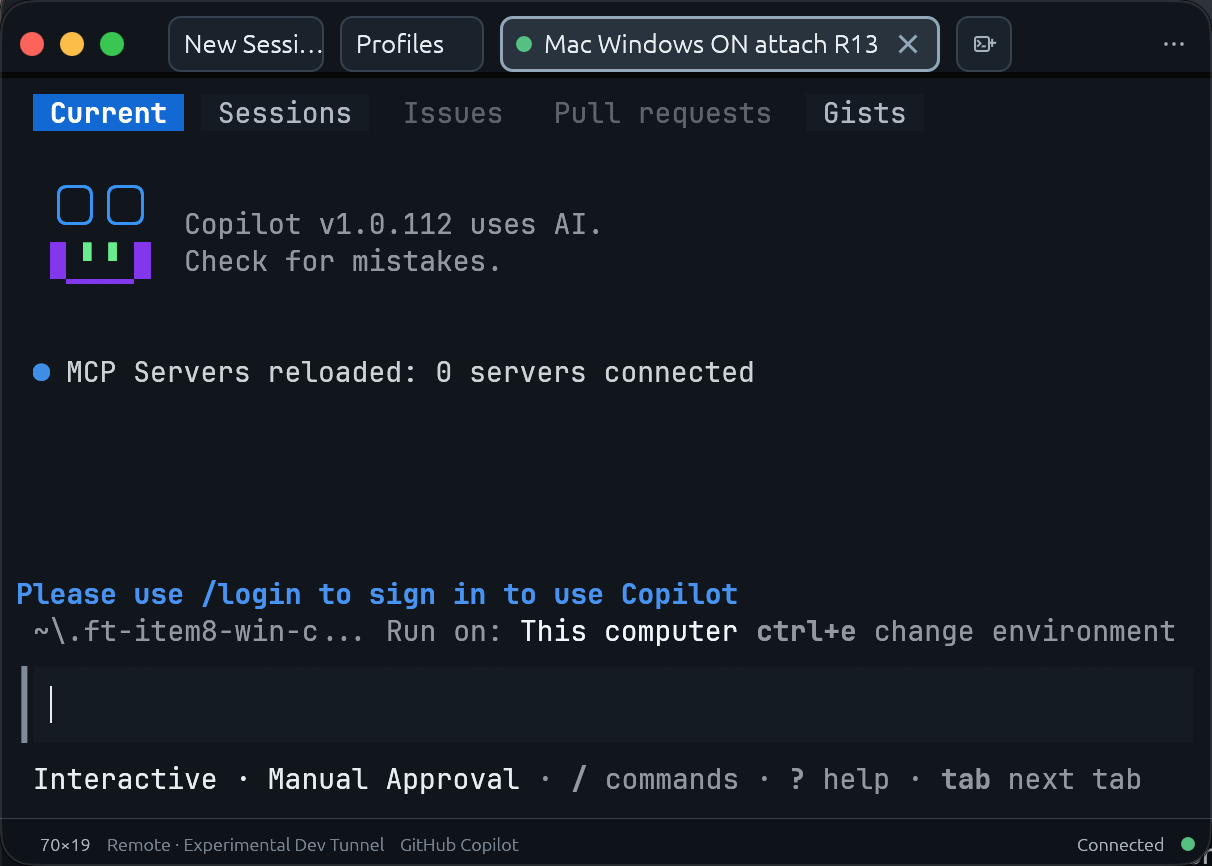 New Sessi... Profiles Mac Windows ON attach R13
Current Sessions Issues Pull requests Gists
Copilot v1.0.112 uses AI.
Check for mistakes.
MCP Servers reloaded: 0 servers connected
Please use /login to sign in to use Copilot
~\.ft-item8-win-c... Run on: This computer ctrl+e change environment
Interactive · Manual Approval · / commands · ? help · tab next tab
70×19 Remote · Experimental Dev Tunnel GitHub Copilot Connected